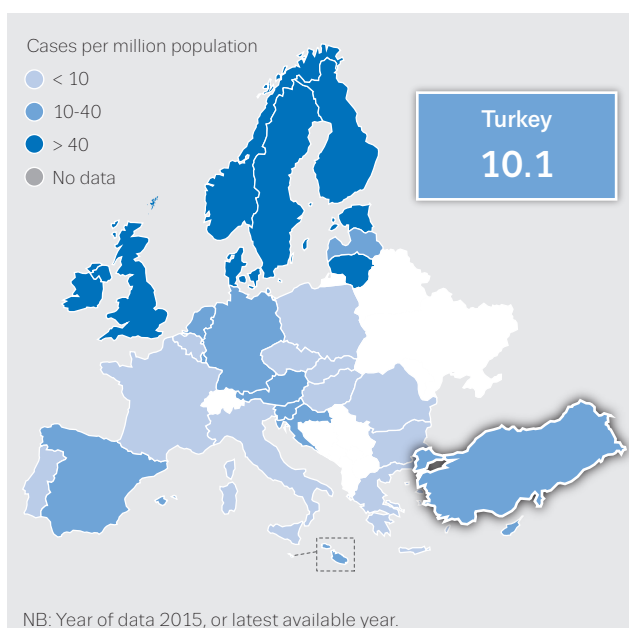 Cases per million population
< 10
10-40
> 40
No data
Turkey
10.1
NB: Year of data 2015, or latest available year.